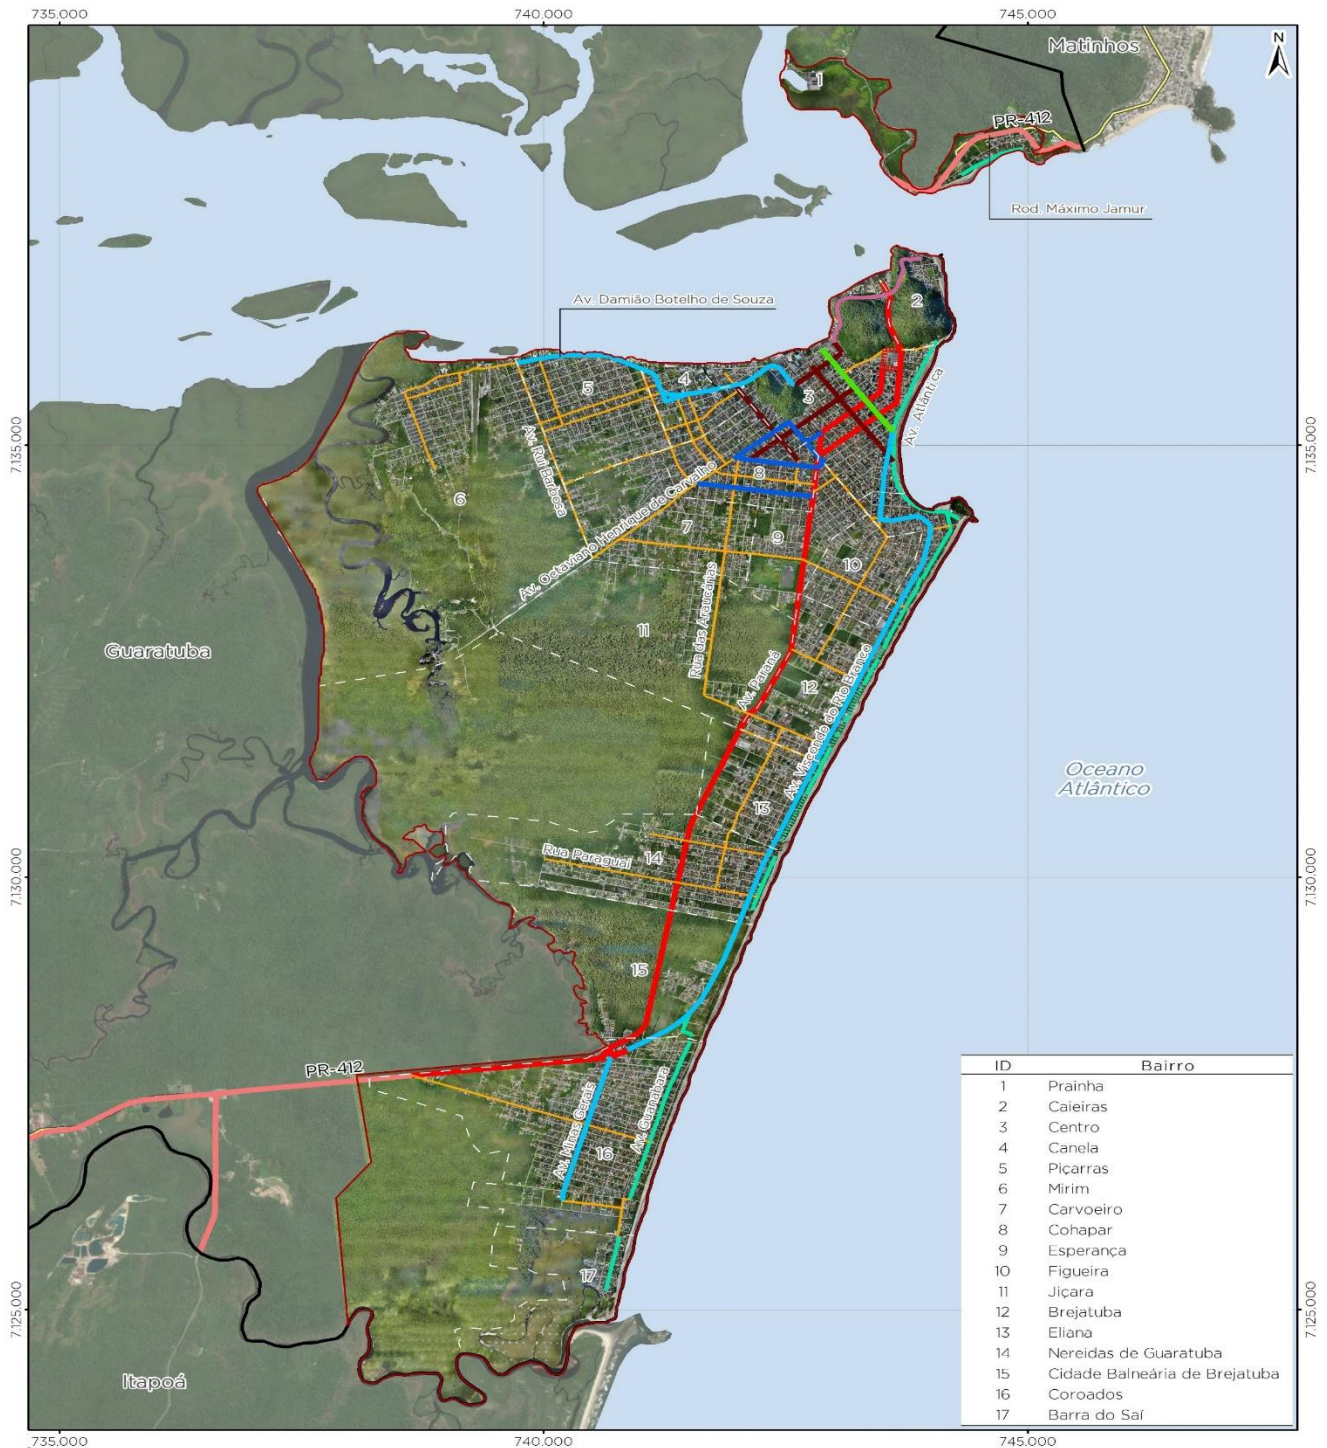 735.000
740.000
745.000
Matinhos
N
1
PR-412
Rod. Máximo Jamur
2
Av. Damião Botelho de Souza
Av. Atlântica
3
4
5
7.135.000
7.135.000
Av. Rui Barbosa
6
8
Av. Octaviano Henrique de Carvalho
7
9
10
Rua das Araucárias
11
Guaratuba
Av. Paraná
12
Av. Visconde do Rio Branco
Oceano
Atlântico
13
Rua Paraguai
14
7.130.000
7.130.000
15
PR-412
Av. Minas Gerais
Av. Guanabara
16
17
7.125.000
7.125.000
Itapoá
ID Bairro
1 Prainha
2 Caieiras
3 Centro
4 Canela
5 Piçarras
6 Mirim
7 Carvoeiro
8 Cohapar
9 Esperança
10 Figueira
11 Jiçara
12 Brejatuba
13 Eliana
14 Nereidas de Guaratuba
15 Cidade Balneária de Brejatuba
16 Coroados
17 Barra do Saí
735.000
740.000
745.000